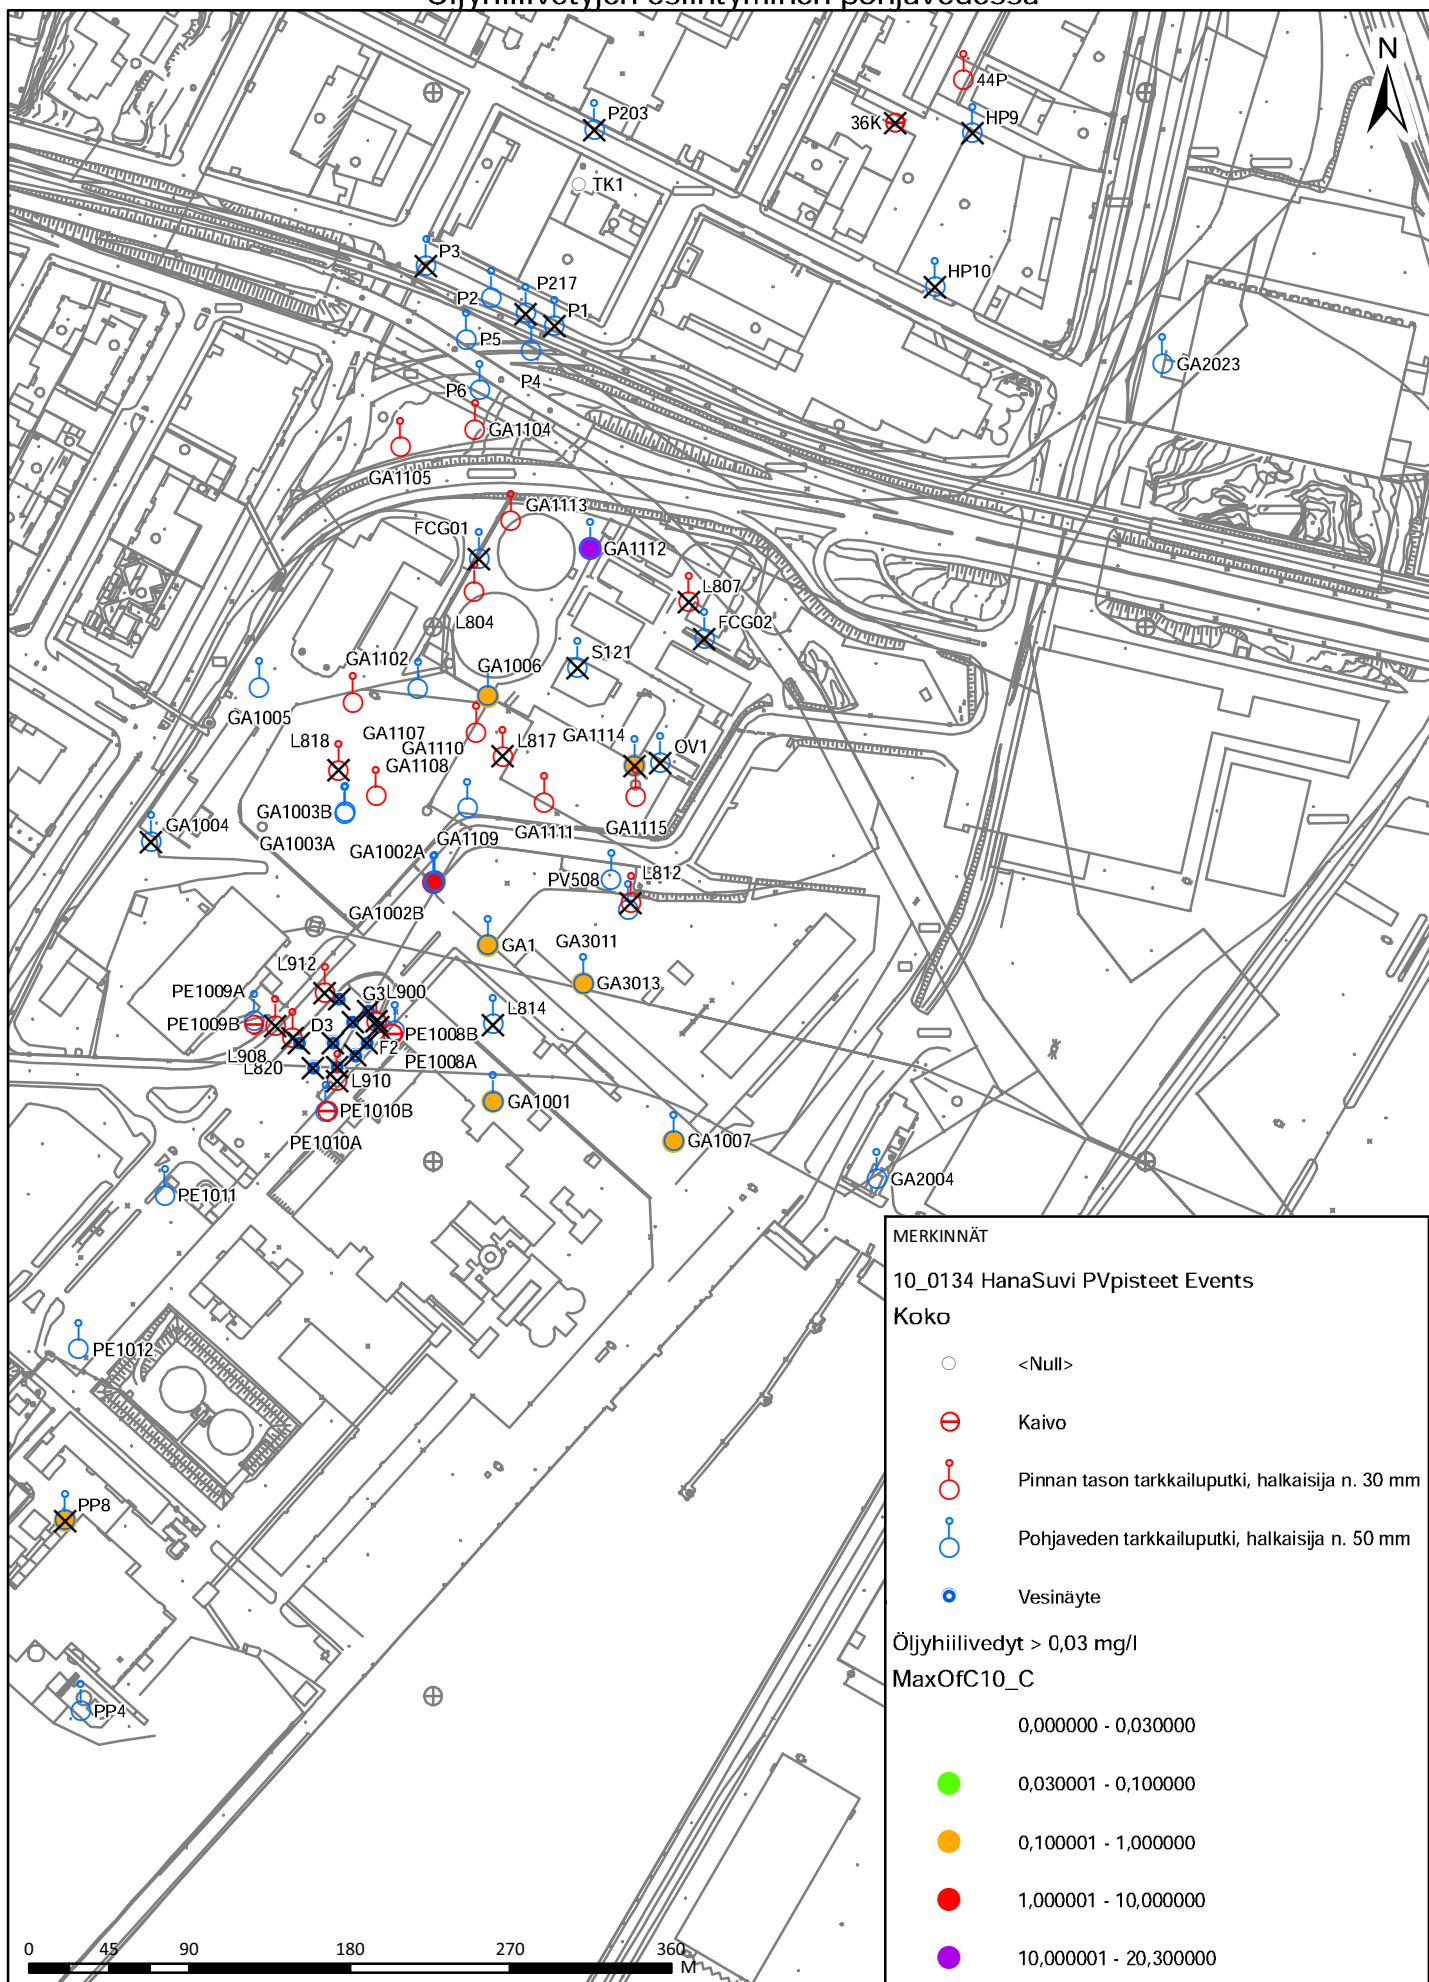 Öljyhiilivetyjen esiintyminen pohjavedessä
N
44P
P203
36K
HP9
TK1
P3
P217
P2
HP10
P1
P5
GA2023
P4
P6
GA1104
GA1105
GA1113
FCG01
GA1112
L807
L804
FCG02
S121
GA1102
GA1006
GA1005
GA1107
GA1114
L817
OV1
GA1110
L818
GA1108
GA1003B
GA1004
GA1111
GA1115
GA1109
GA1003A
GA1002A
L812
PV508
GA1002B
GA1
GA3011
L912
GA3013
PE1009A
G3
L900
L814
PE1009B
D3
PE1008B
F2
L908
PE1008A
L820
L910
GA1001
PE1010B
PE1010A
GA1007
GA2004
PE1011
PE1012
PP8
PP4
MERKINNÄT
10_0134 HanaSuvi PVpisteet Events
Koko
<Null>
Kaivo
Pinnan tason tarkkailuputki, halkaisija n. 30 mm
Pohjaveden tarkkailuputki, halkaisija n. 50 mm
Vesinäyte
Öljyhiilivedyt > 0,03 mg/l
MaxOfC10_C
0,000000 - 0,030000
0,030001 - 0,100000
0,100001 - 1,000000
1,000001 - 10,000000
10,000001 - 20,300000
0 45 90 180 270 360
M